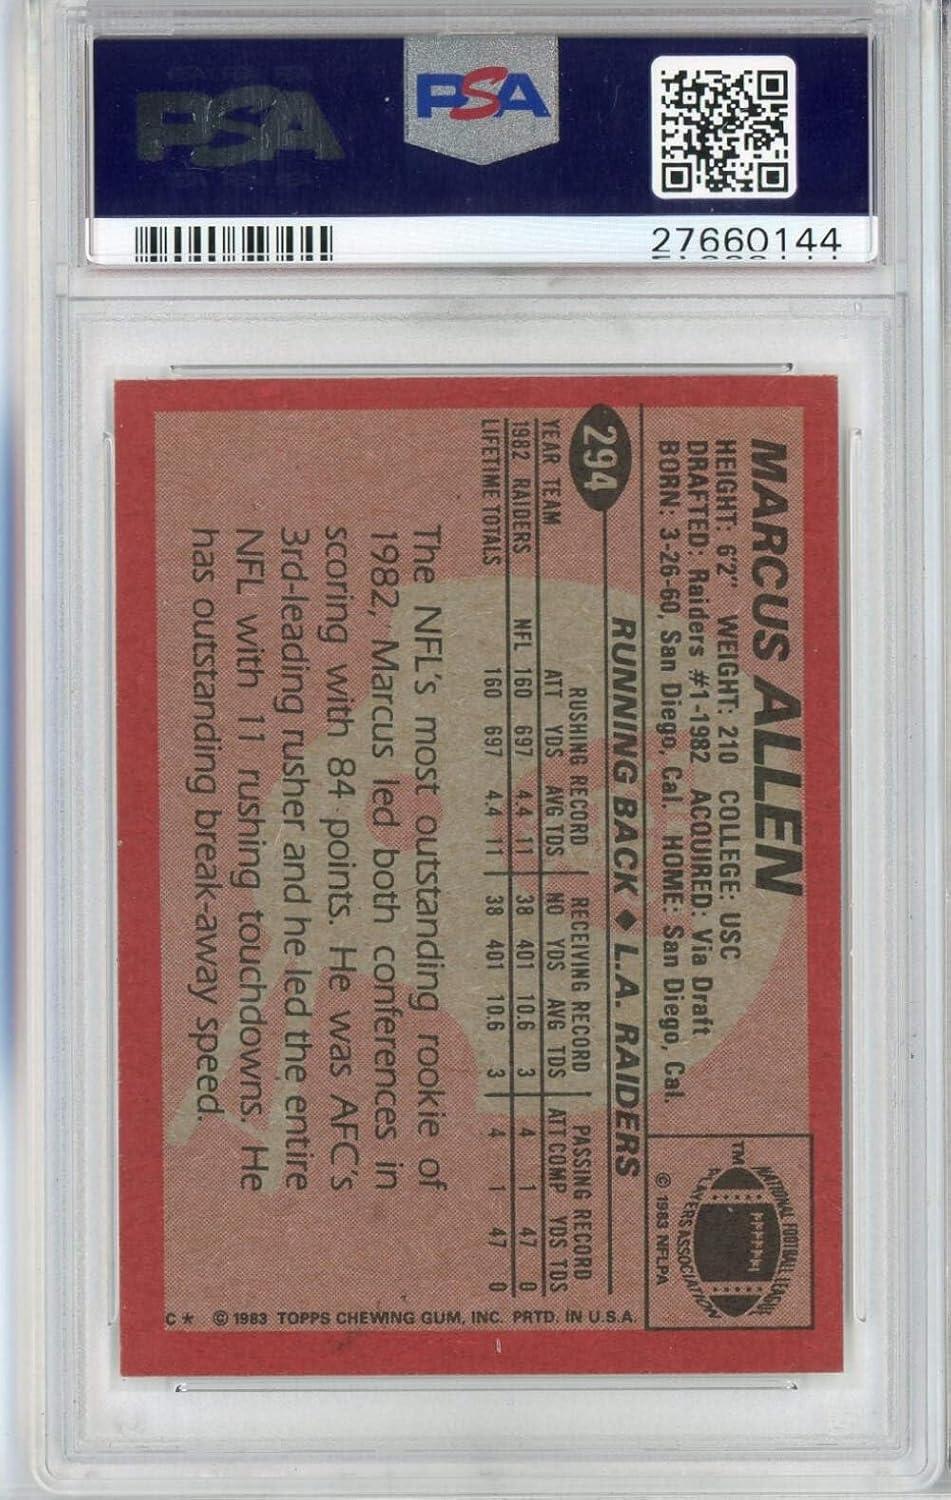 PSA
PSA
27660144
MARCUS ALLEN
HEIGHT: 6'2" WEIGHT: 210 COLLEGE: USC
DRAFTED: Raiders #1-1982 ACQUIRED: Via Draft
BORN: 3-26-60, San Diego, Cal. HOME: San Diego, Cal.
NATIONAL FOOTBALL LEAGUE
PLAYERS ASSOCIATION
TM
© 1983 NFLPA
294
RUNNING BACK ◆ L.A. RAIDERS
RUSHING RECORD RECEIVING RECORD PASSING RECORD
YEAR TEAM ATT YDS AVG TDS NO YDS AVG TDS ATT COMP YDS TDS
1982 RAIDERS NFL 160 697 4.4 11 38 401 10.6 3 4 1 47 0
LIFETIME TOTALS 160 697 4.4 11 38 401 10.6 3 4 1 47 0
The NFL's most outstanding rookie of
1982, Marcus led both conferences in
scoring with 84 points. He was AFC's
3rd-leading rusher and he led the entire
NFL with 11 rushing touchdowns. He
has outstanding break-away speed.
C* © 1983 TOPPS CHEWING GUM, INC. PRTD. IN U.S.A.